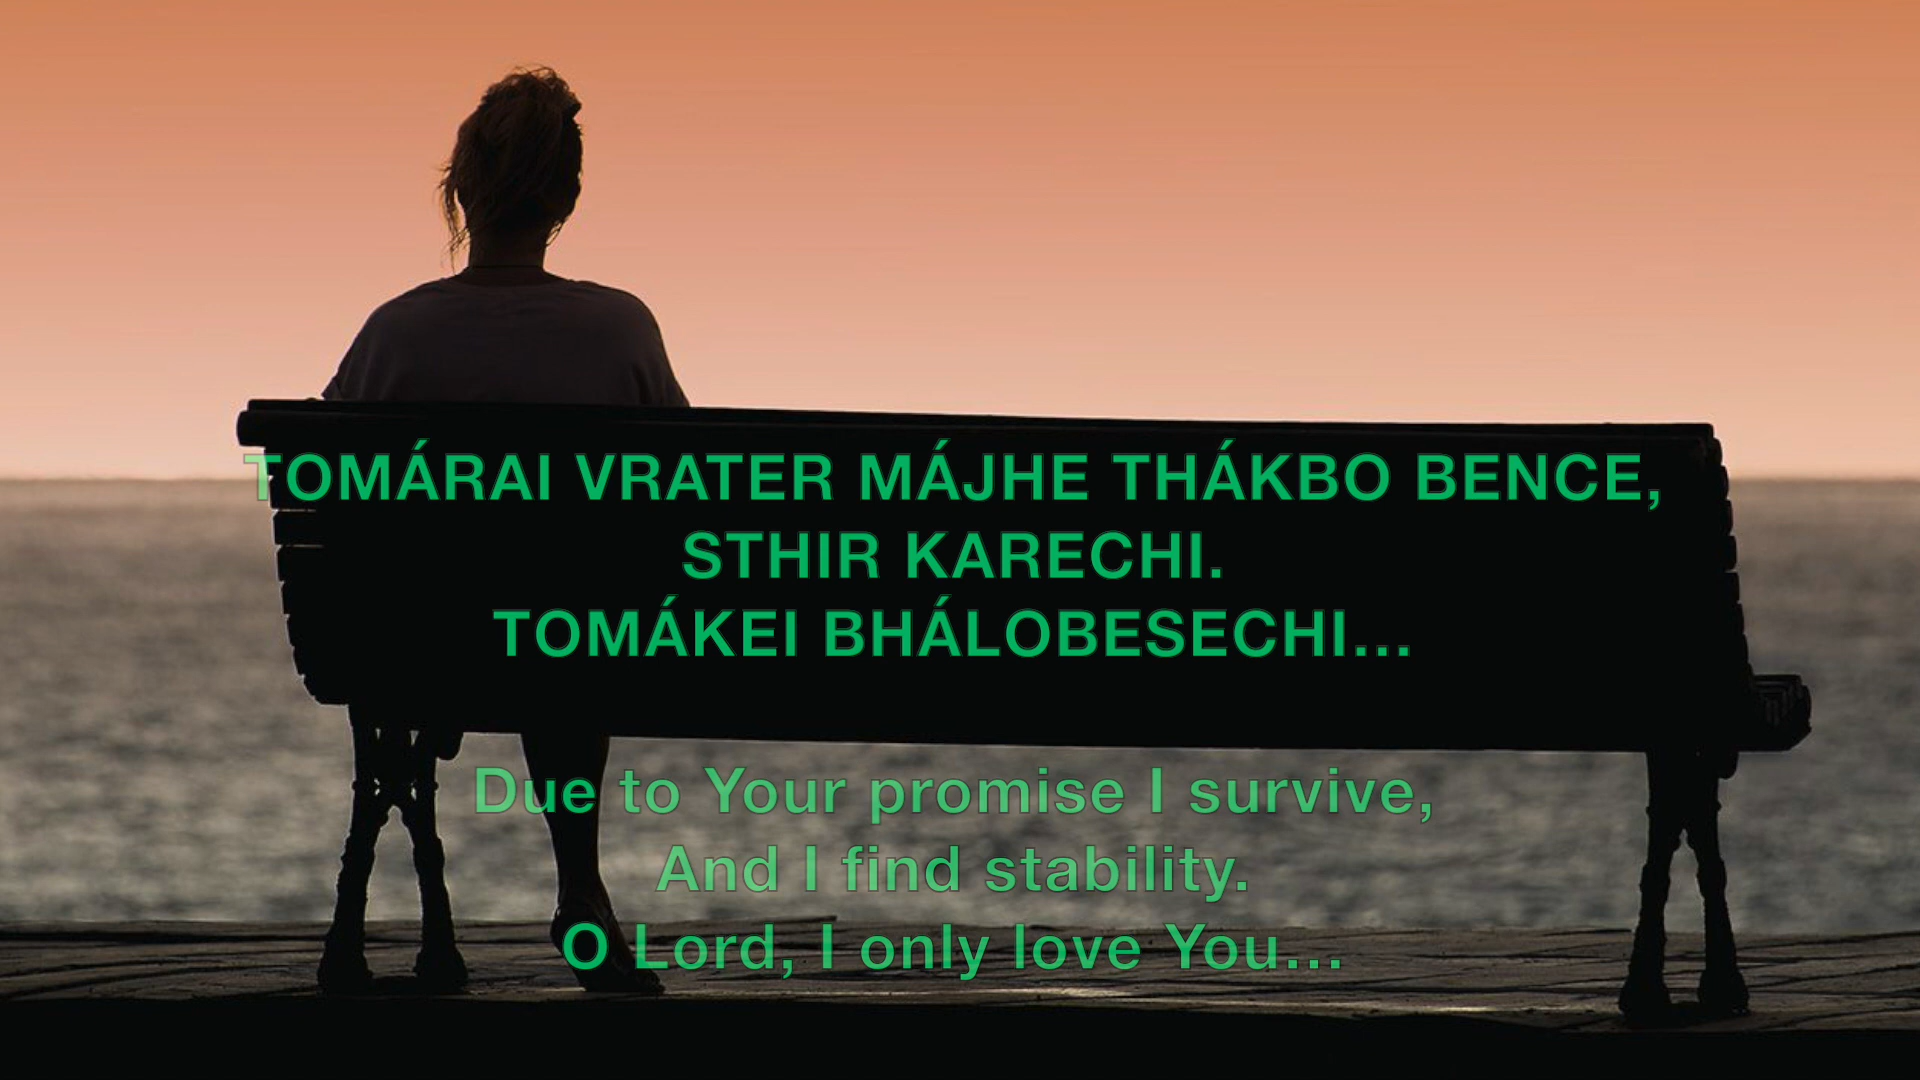 TOMÁRAI VRATER MÁJHE THÁKBO BENCE,
STHIR KARECHI.
TOMÁKEI BHÁLOBESECHI...
Due to Your promise I survive,
And I find stability.
O Lord, I only love You...